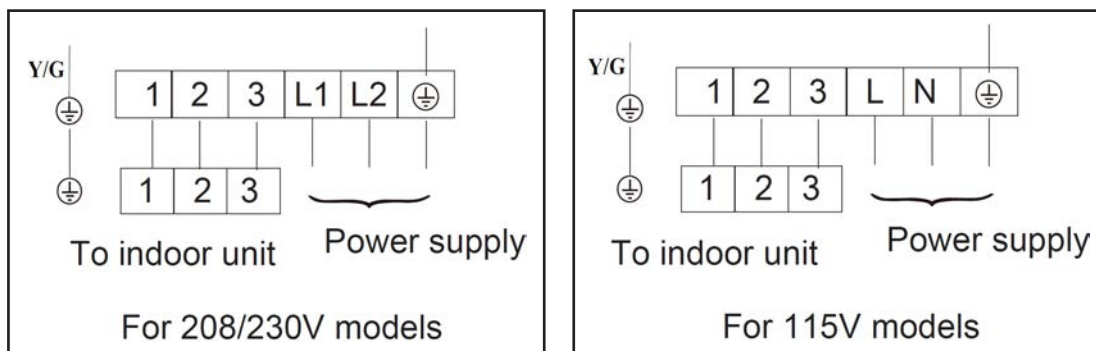 Y/G
1 2 3 L1 L2
1 2 3
To indoor unit
Power supply
For 208/230V models
Y/G
1 2 3 L N
1 2 3
To indoor unit
Power supply
For 115V models